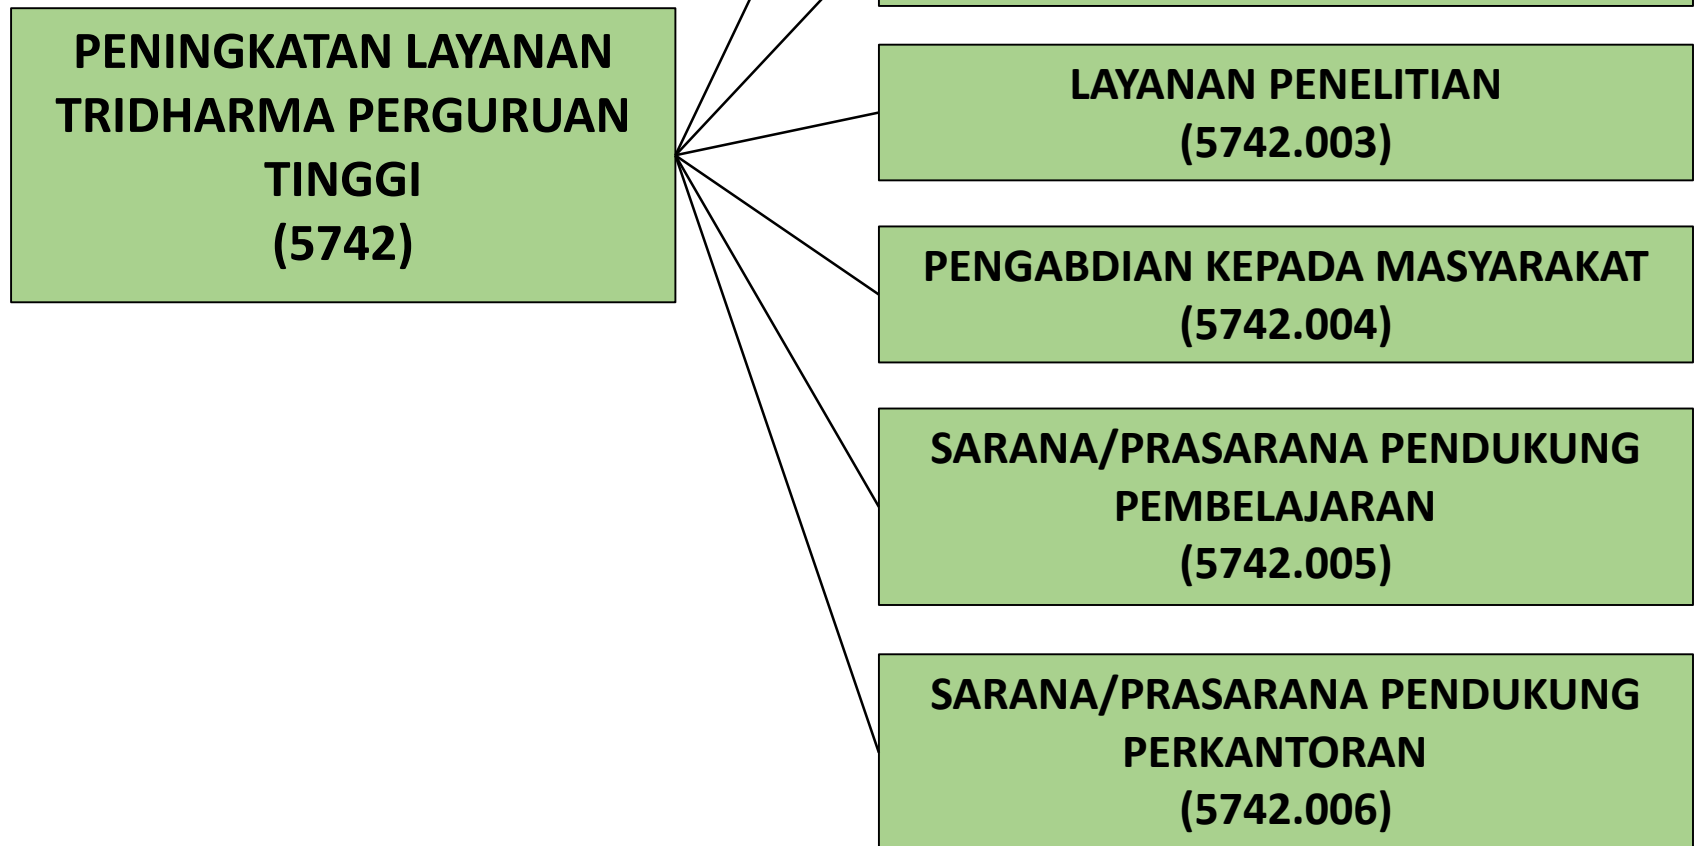 PENINGKATAN LAYANAN
TRIDHARMA PERGURUAN
TINGGI
(5742)
LAYANAN PENELITIAN
(5742.003)
PENGABDIAN KEPADA MASYARAKAT
(5742.004)
SARANA/PRASARANA PENDUKUNG
PEMBELAJARAN
(5742.005)
SARANA/PRASARANA PENDUKUNG
PERKANTORAN
(5742.006)